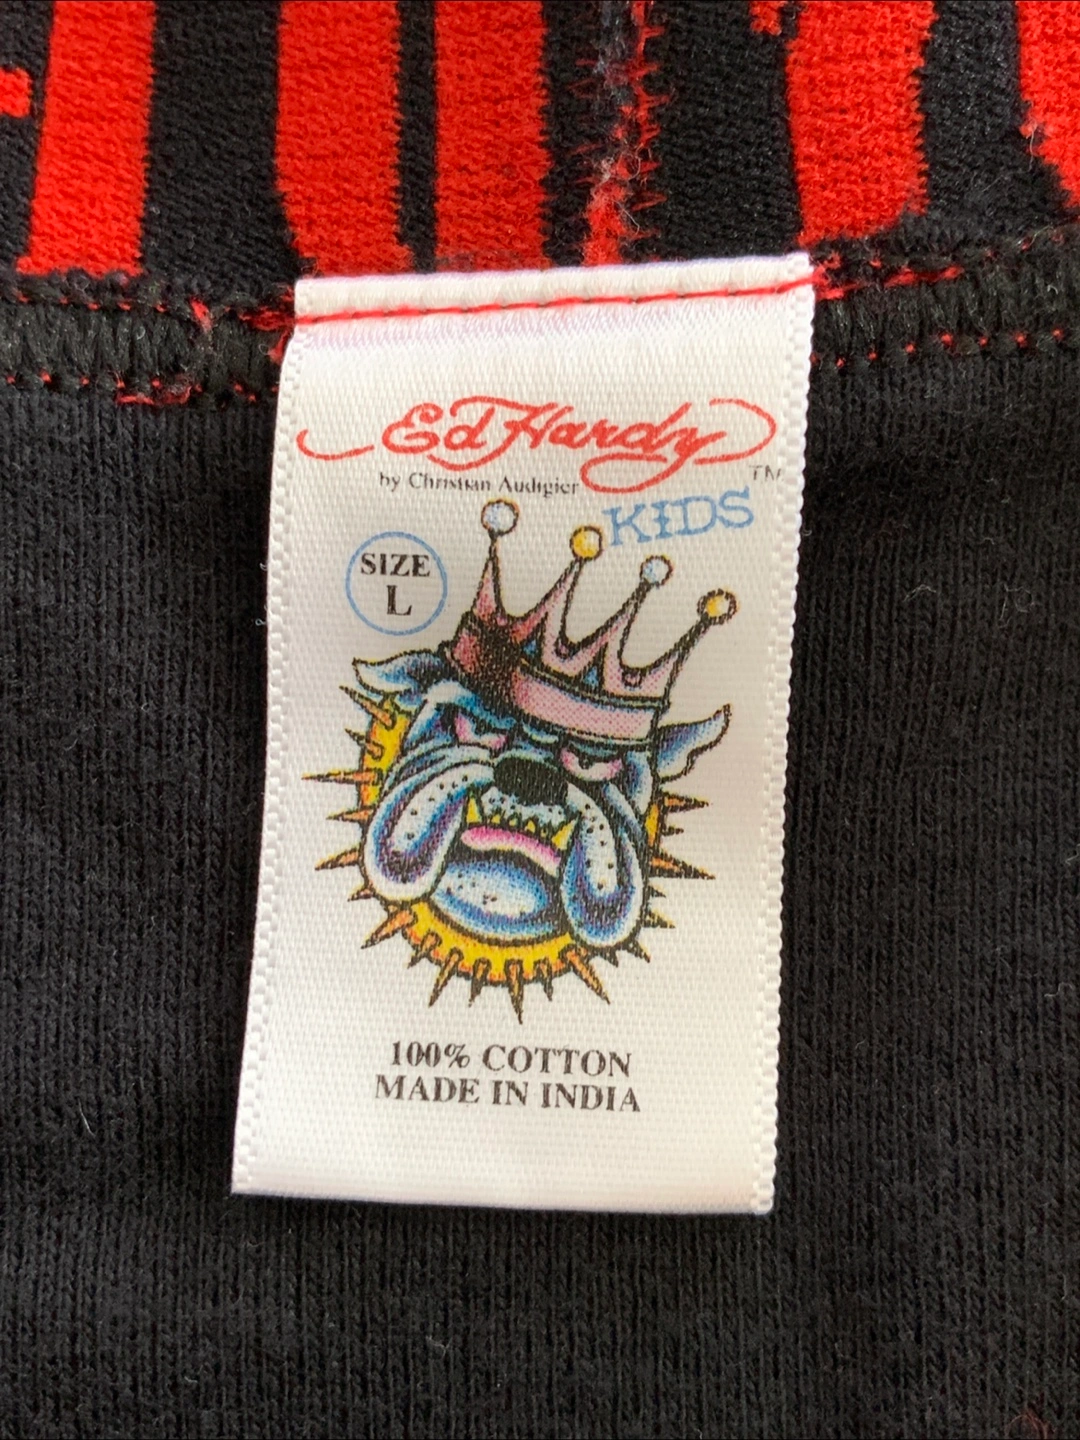 Ed Hardy
by Christian Audigier
TM
KIDS
SIZE
L
100% COTTON
MADE IN INDIA